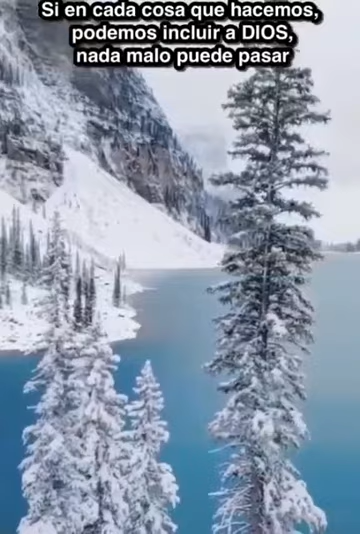 Si en cada cosa que hacemos,
podemos incluir a DIOS,
nada malo puede pasar